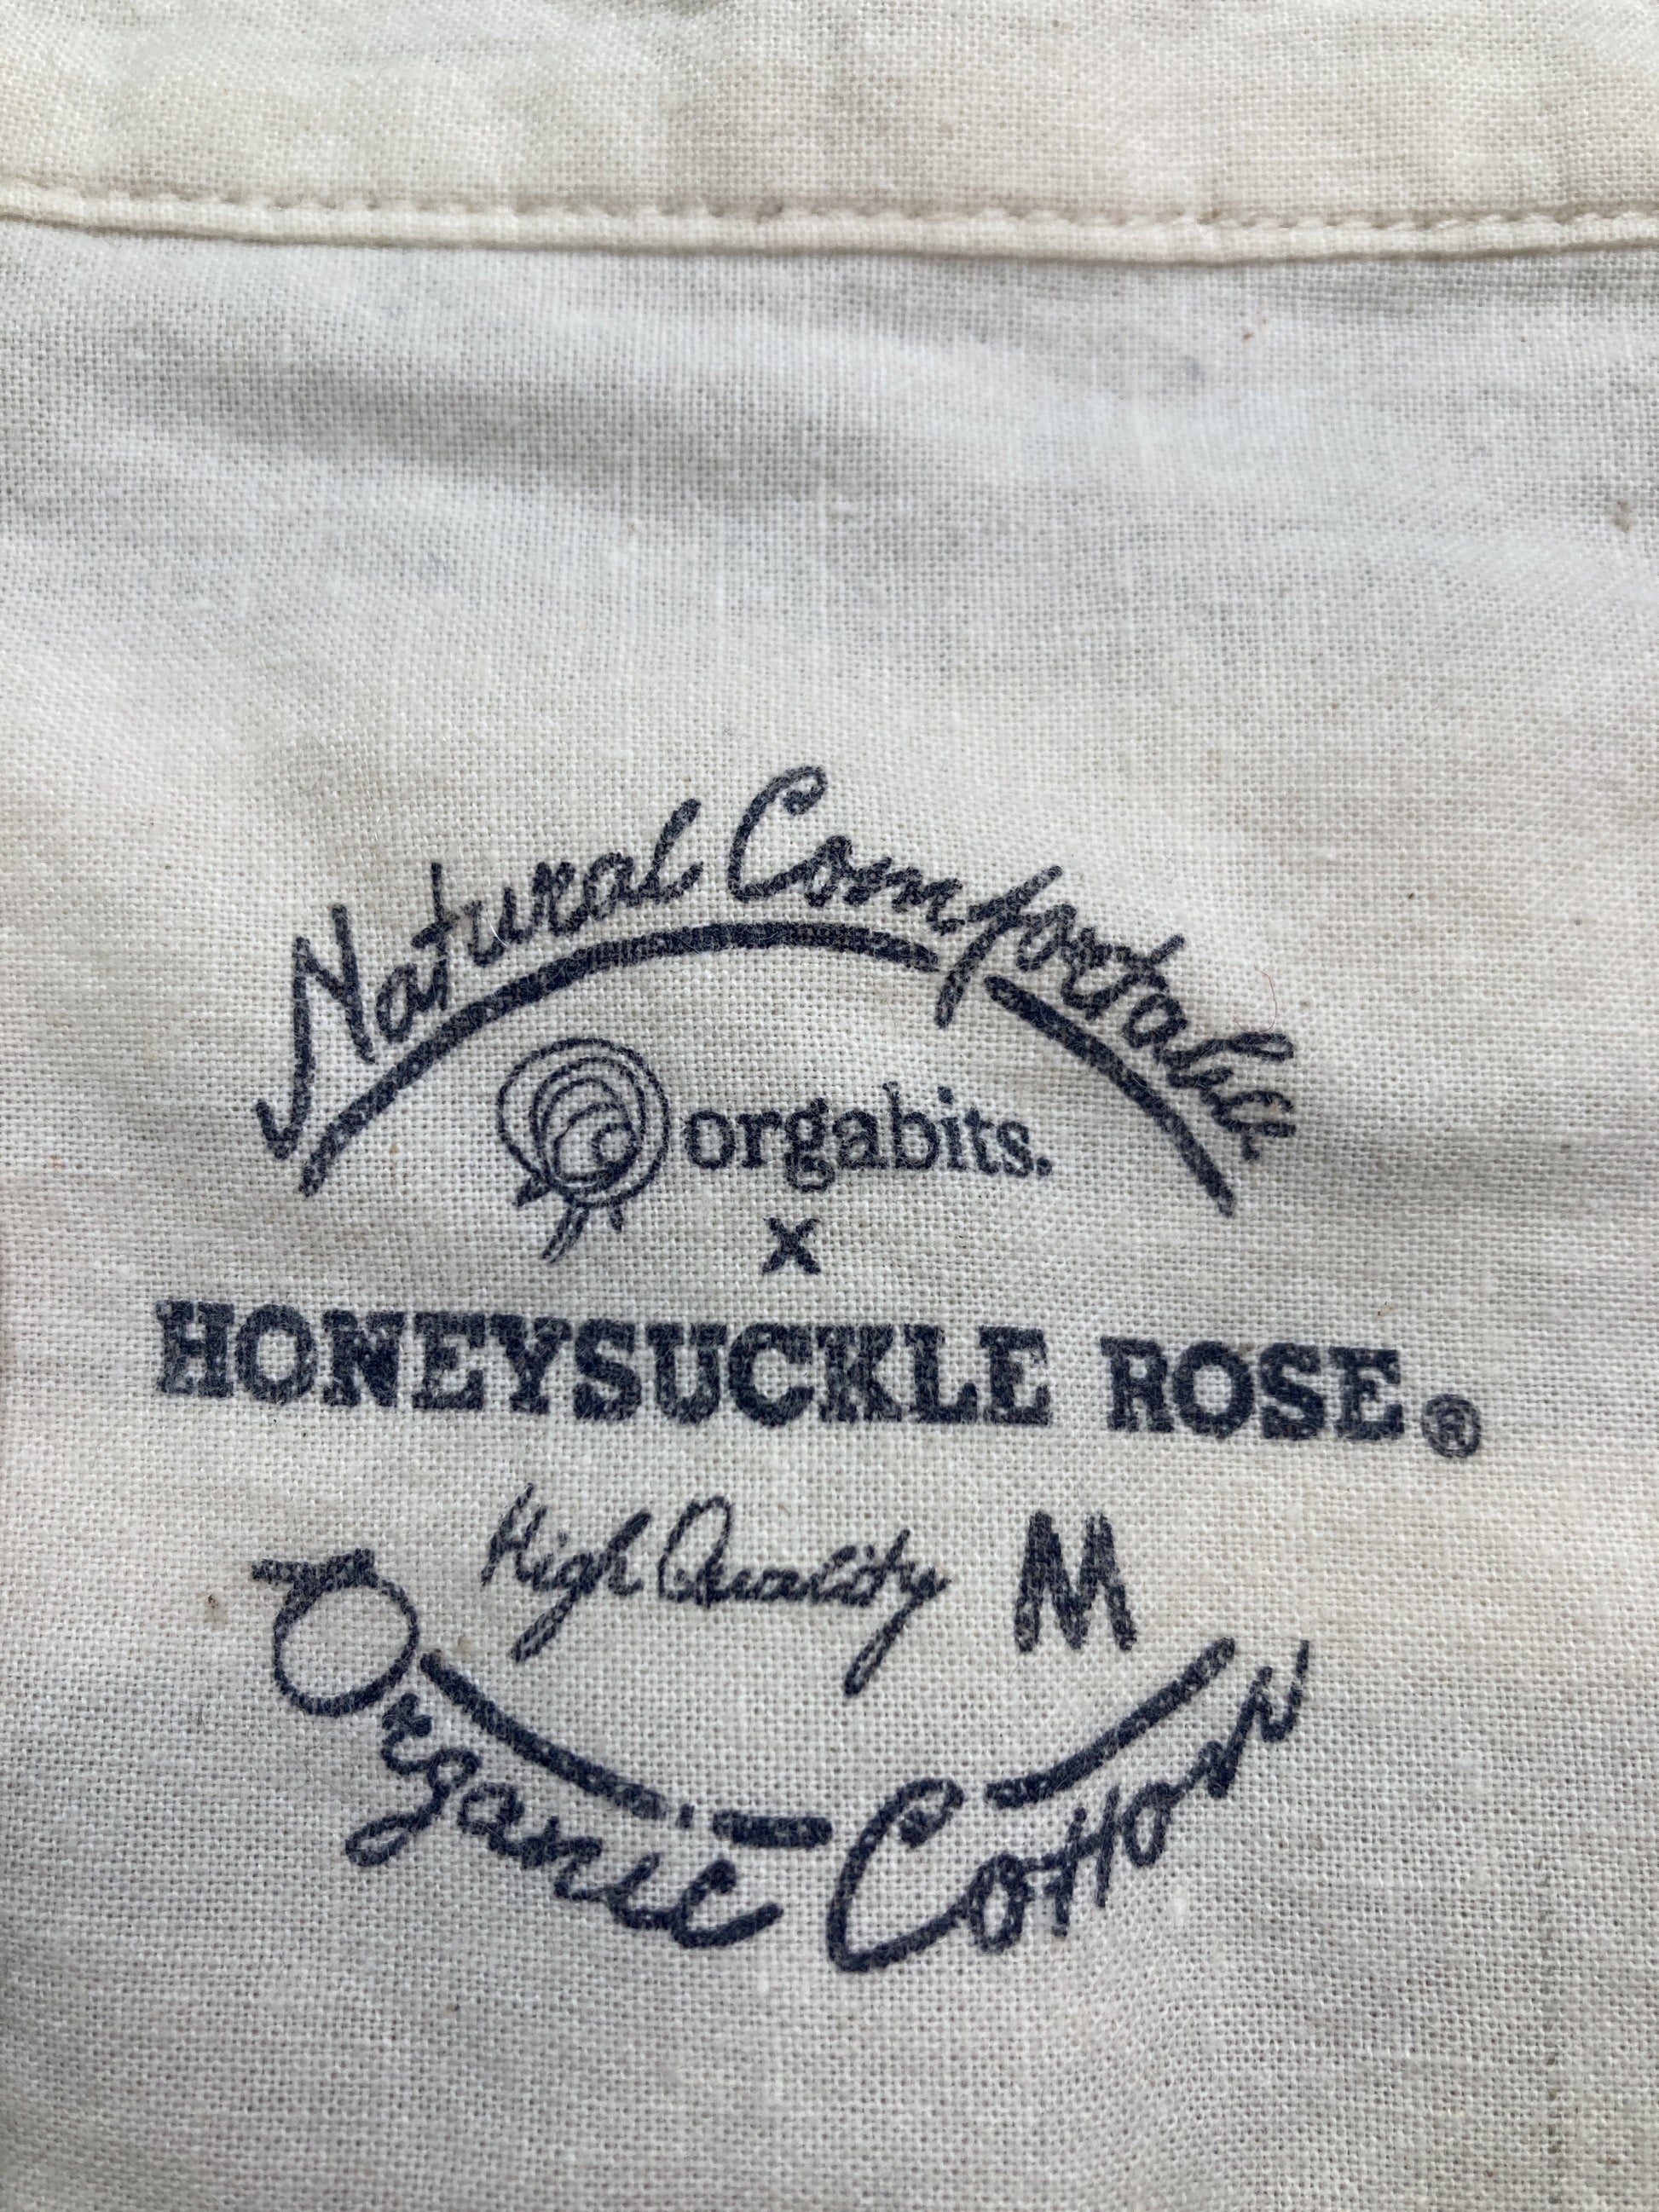 Natural Comfortable
orgabits.
x
HONEYSUCKLE ROSE®
High Quality M
Organic Cotton